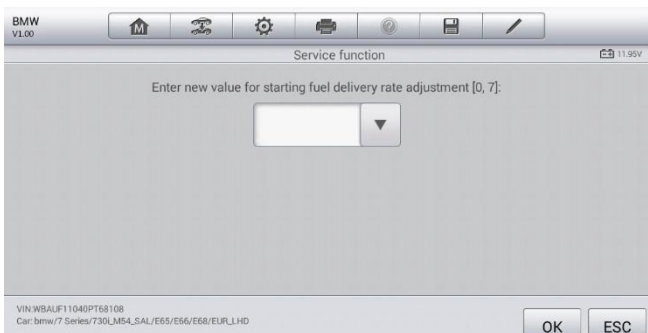 BMW
V1.00
M
Service function
11.95V
Enter new value for starting fuel delivery rate adjustment [0, 7]:
VIN:WBAUF11040PT68108
Car: bmw/7 Series/730i_M54_SAL/E65/E66/E68/EUR_LHD
OK
ESC